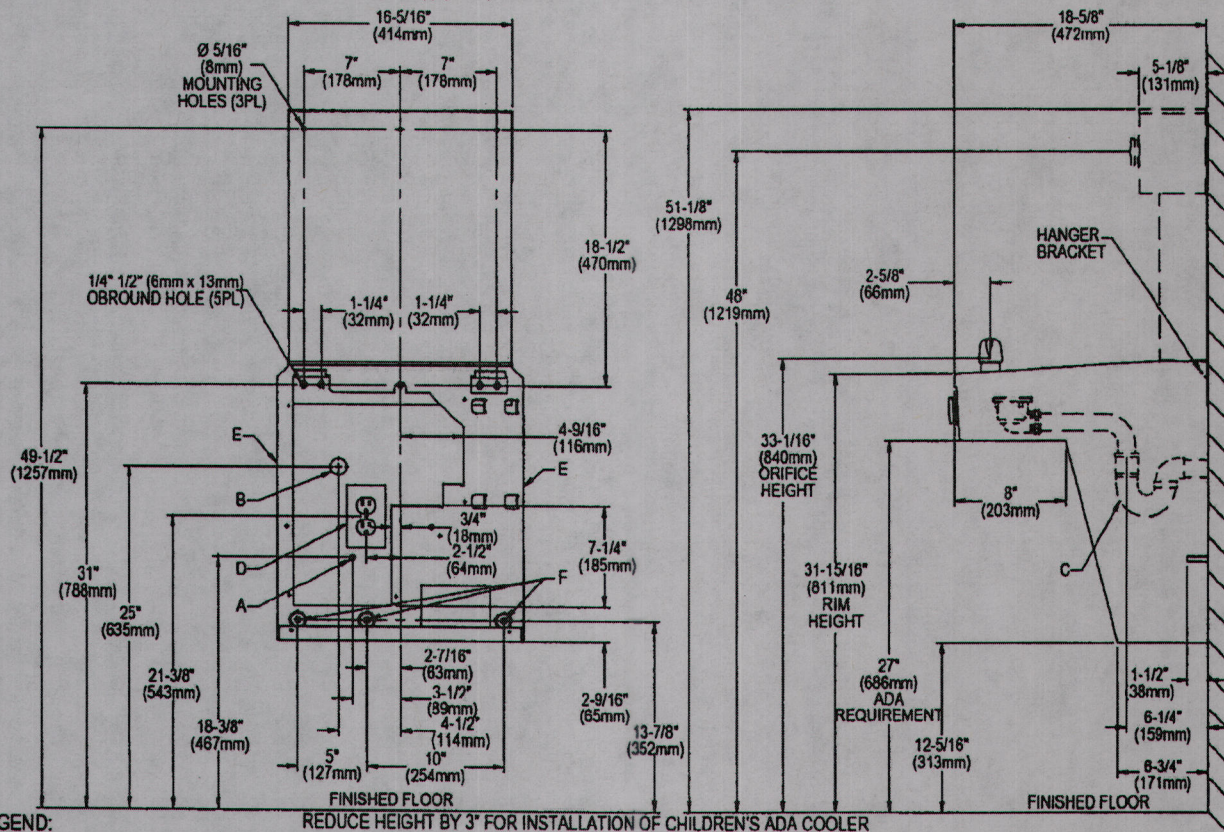 16-5/16"
(414mm)
Ø 5/16"
(8mm)
MOUNTING
HOLES (3PL)
7"
(178mm)
7"
(178mm)
18-1/2"
(470mm)
1/4" 1/2" (6mm x 13mm)
OBROUND HOLE (5PL)
1-1/4"
(32mm)
1-1/4"
(32mm)
4-9/16"
(116mm)
E
E
49-1/2"
(1257mm)
B
3/4"
(18mm)
2-1/2"
(64mm)
7-1/4"
(185mm)
D
A
F
31"
(788mm)
25"
(635mm)
21-3/8"
(543mm)
18-3/8"
(467mm)
2-7/16"
(63mm)
3-1/2"
(89mm)
4-1/2"
(114mm)
5"
(127mm)
10"
(254mm)
2-9/16"
(65mm)
13-7/8"
(352mm)
FINISHED FLOOR
18-5/8"
(472mm)
5-1/8"
(131mm)
51-1/8"
(1298mm)
48"
(1219mm)
HANGER
BRACKET
2-5/8"
(66mm)
33-1/16"
(840mm)
ORIFICE
HEIGHT
8"
(203mm)
31-15/16"
(811mm)
RIM
HEIGHT
C
27"
(686mm)
ADA
REQUIREMENT
12-5/16"
(313mm)
1-1/2"
(38mm)
6-1/4"
(159mm)
6-3/4"
(171mm)
FINISHED FLOOR
GEND:
REDUCE HEIGHT BY 3" FOR INSTALLATION OF CHILDREN'S ADA COOLER